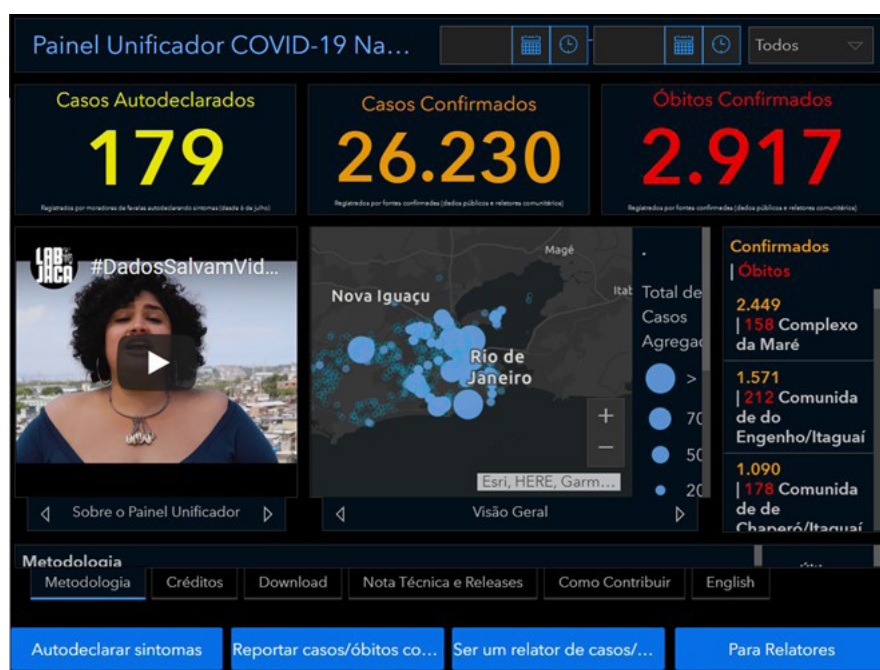 Painel Unificador COVID-19 Na...
Todos
Casos Autodeclarados
179
Registrados por moradores de favelas autodeclarando sintomas (desde 6 de julho)
Casos Confirmados
26.230
Registrados por fontes confirmadas (dados públicos e relatores comunitários)
Óbitos Confirmados
2.917
Registrados por fontes confirmadas (dados públicos e relatores comunitários)
LAB
JACA
#DadosSalvamVid...
Sobre o Painel Unificador
Magé
Nova Iguaçu
Itab
Rio de
Janeiro
+
−
Esri, HERE, Garm...
Visão Geral
.
Total de
Casos
Agregad
>
70
50
20
Confirmados
| Óbitos
2.449
| 158 Complexo
da Maré
1.571
| 212 Comunida
de do
Engenho/Itaguaí
1.090
| 178 Comunida
de de
Chaperó/Itaguaí
Metodologia
Metodologia
Créditos
Download
Nota Técnica e Releases
Como Contribuir
English
Autodeclarar sintomas
Reportar casos/óbitos co...
Ser um relator de casos/...
Para Relatores